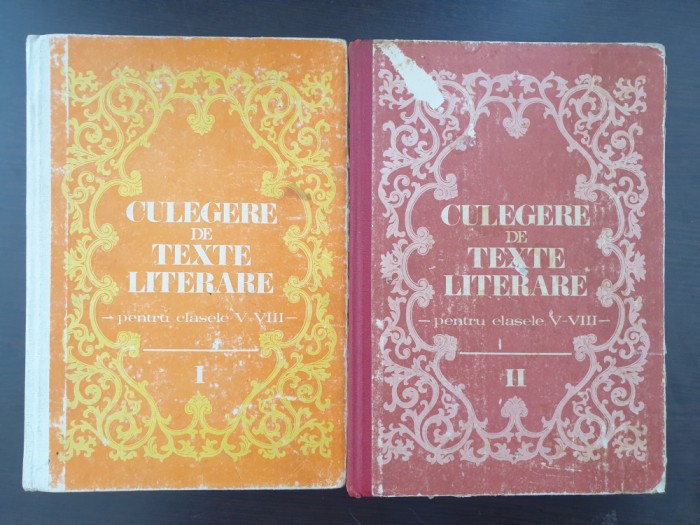 CULEGERE
DE
TEXTE
LITERARE
— pentru clasele V-VIII —
I
CULEGERE
DE
TEXTE
LITERARE
— pentru clasele V-VIII —
II